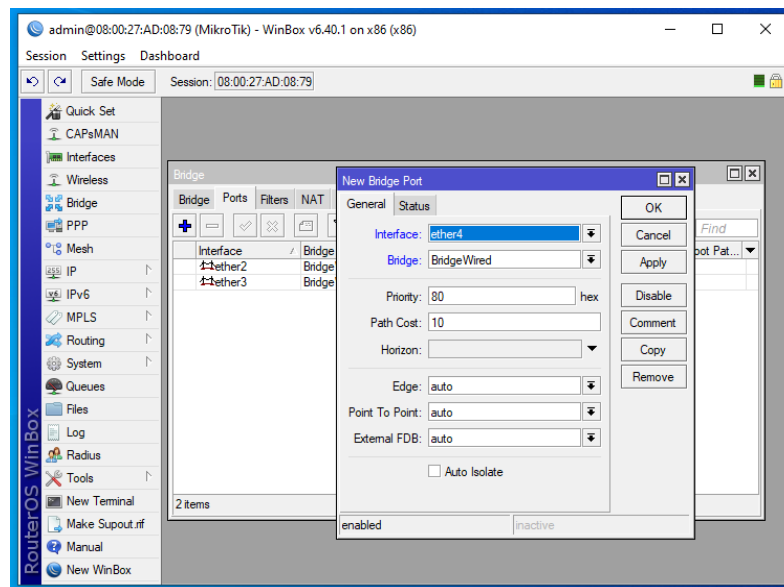 admin@08:00:27:AD:08:79 (MikroTik) - WinBox v6.40.1 on x86 (x86)
Session Settings Dashboard
Safe Mode Session: 08:00:27:AD:08:79
RouterOS WinBox
Quick Set
CAPsMAN
Interfaces
Wireless
Bridge
PPP
Mesh
IP
IPv6
MPLS
Routing
System
Queues
Files
Log
Radius
Tools
New Terminal
Make Supout.rif
Manual
New WinBox
Bridge
Bridge Ports Filters NAT
Find
Interface Bridge
ether2 Bridge
ether3 Bridge
2 items
New Bridge Port
General Status
Interface: ether4
Bridge: BridgeWired
Priority: 80 hex
Path Cost: 10
Horizon:
Edge: auto
Point To Point: auto
External FDB: auto
Auto Isolate
enabled inactive
OK
Cancel
Apply
Disable
Comment
Copy
Remove